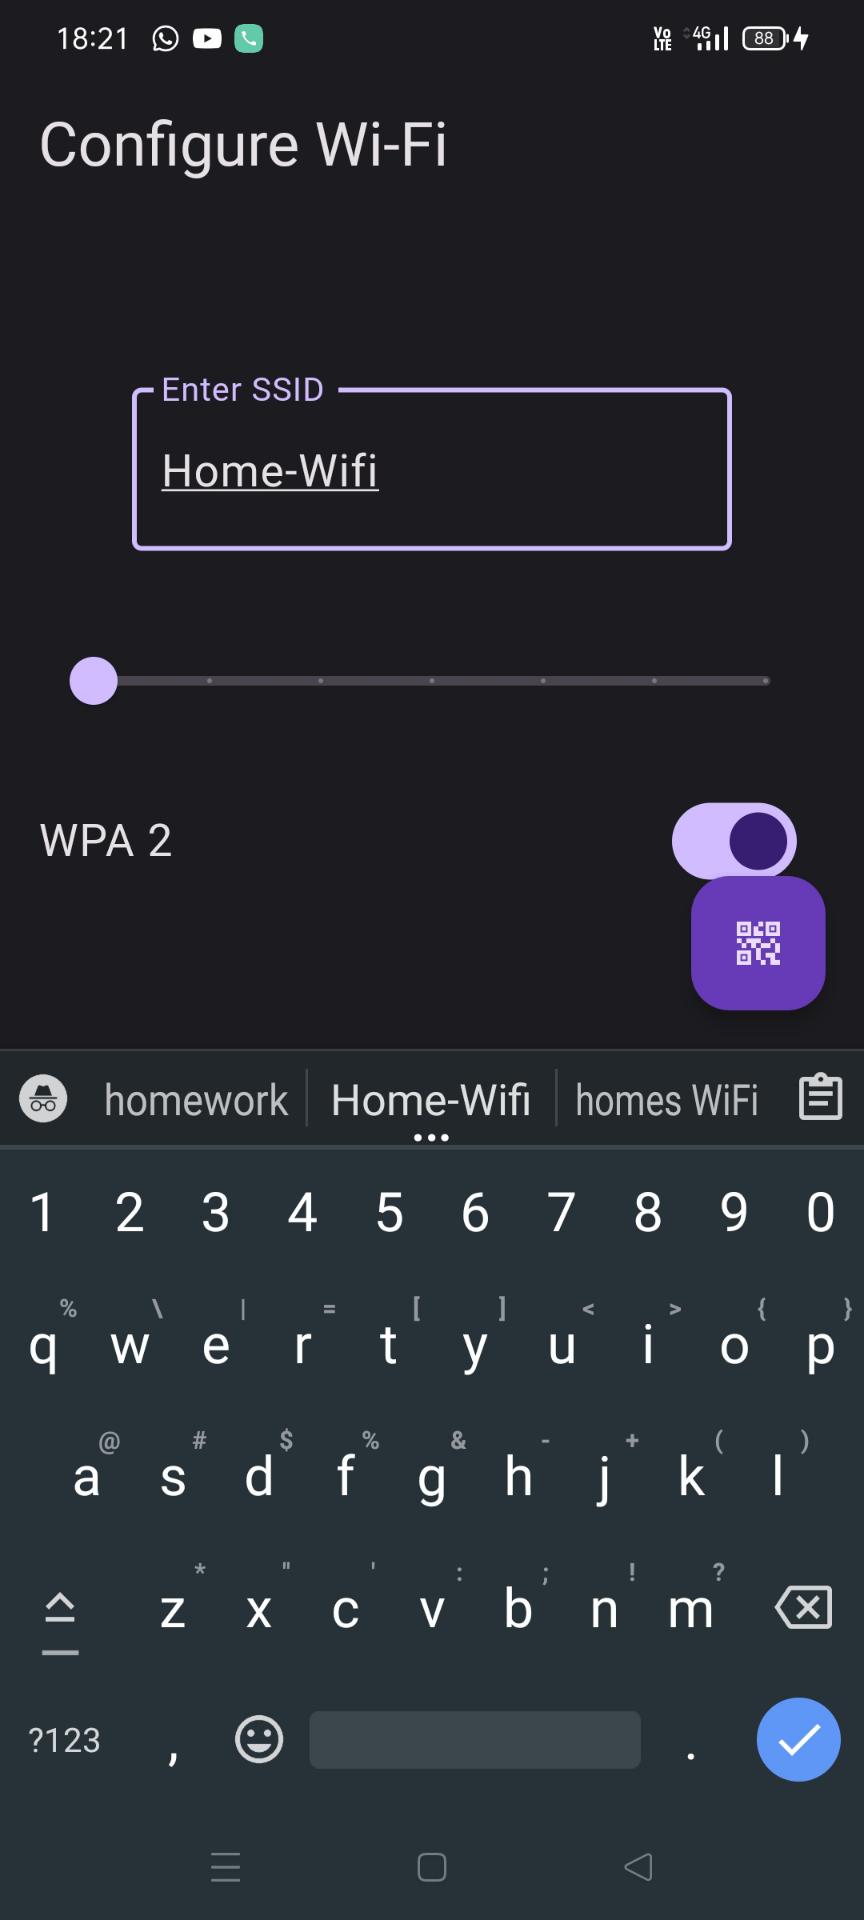 18:21 Vo LTE 4G 88
Configure Wi-Fi
Enter SSID
Home-Wifi
WPA 2
homework Home-Wifi homes WiFi
1 2 3 4 5 6 7 8 9 0
% \ | = [ ] < > { }
q w e r t y u i o p
@ # $ % & - + ( )
a s d f g h j k l
* " ' : ; ! ?
z x c v b n m
?123 , .